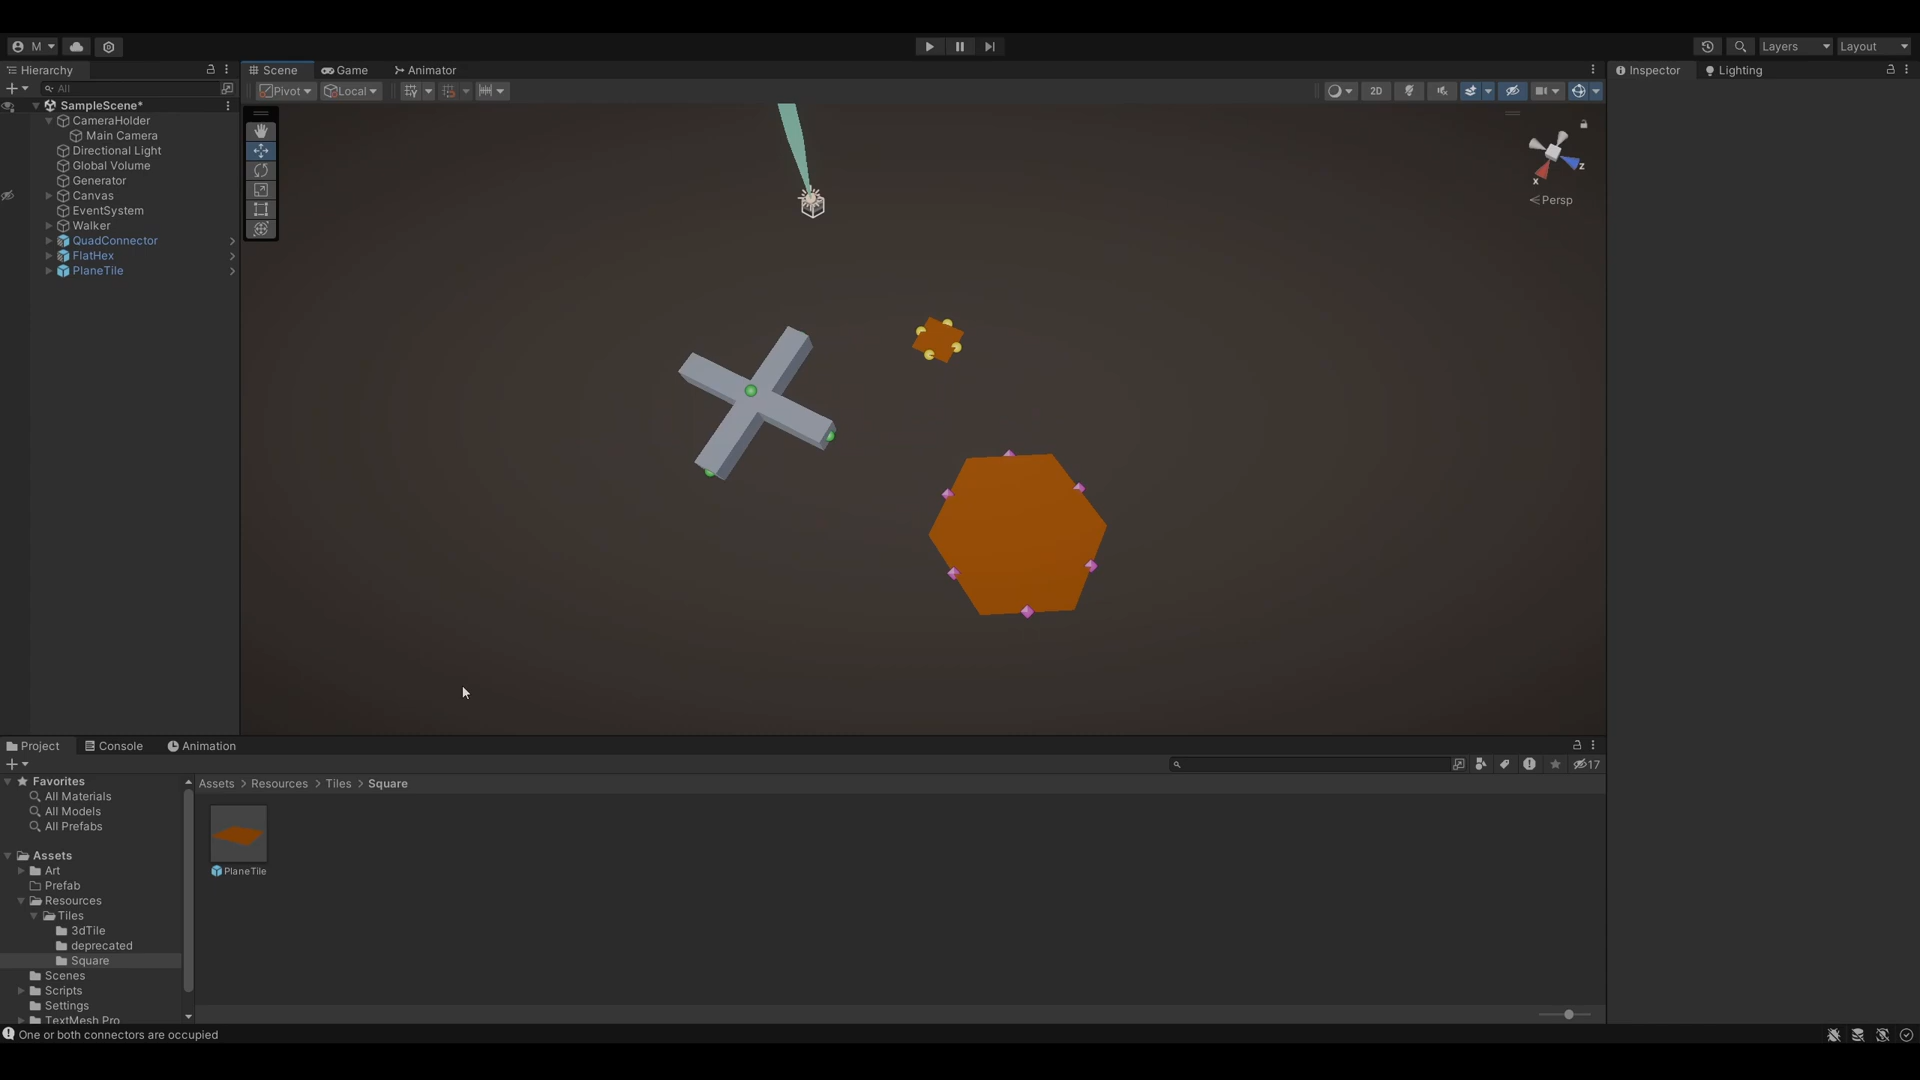 M
Layers
Layout
Hierarchy
Scene
Game
Animator
Inspector
Lighting
All
Pivot
Local
2D
SampleScene*
CameraHolder
Main Camera
Directional Light
Global Volume
Generator
Canvas
EventSystem
Walker
QuadConnector
FlatHex
PlaneTile
z
x
Persp
Project
Console
Animation
17
Favorites
All Materials
All Models
All Prefabs
Assets
Art
Prefab
Resources
Tiles
3dTile
deprecated
Square
Scenes
Scripts
Settings
TextMesh Pro
Assets > Resources > Tiles > Square
PlaneTile
One or both connectors are occupied